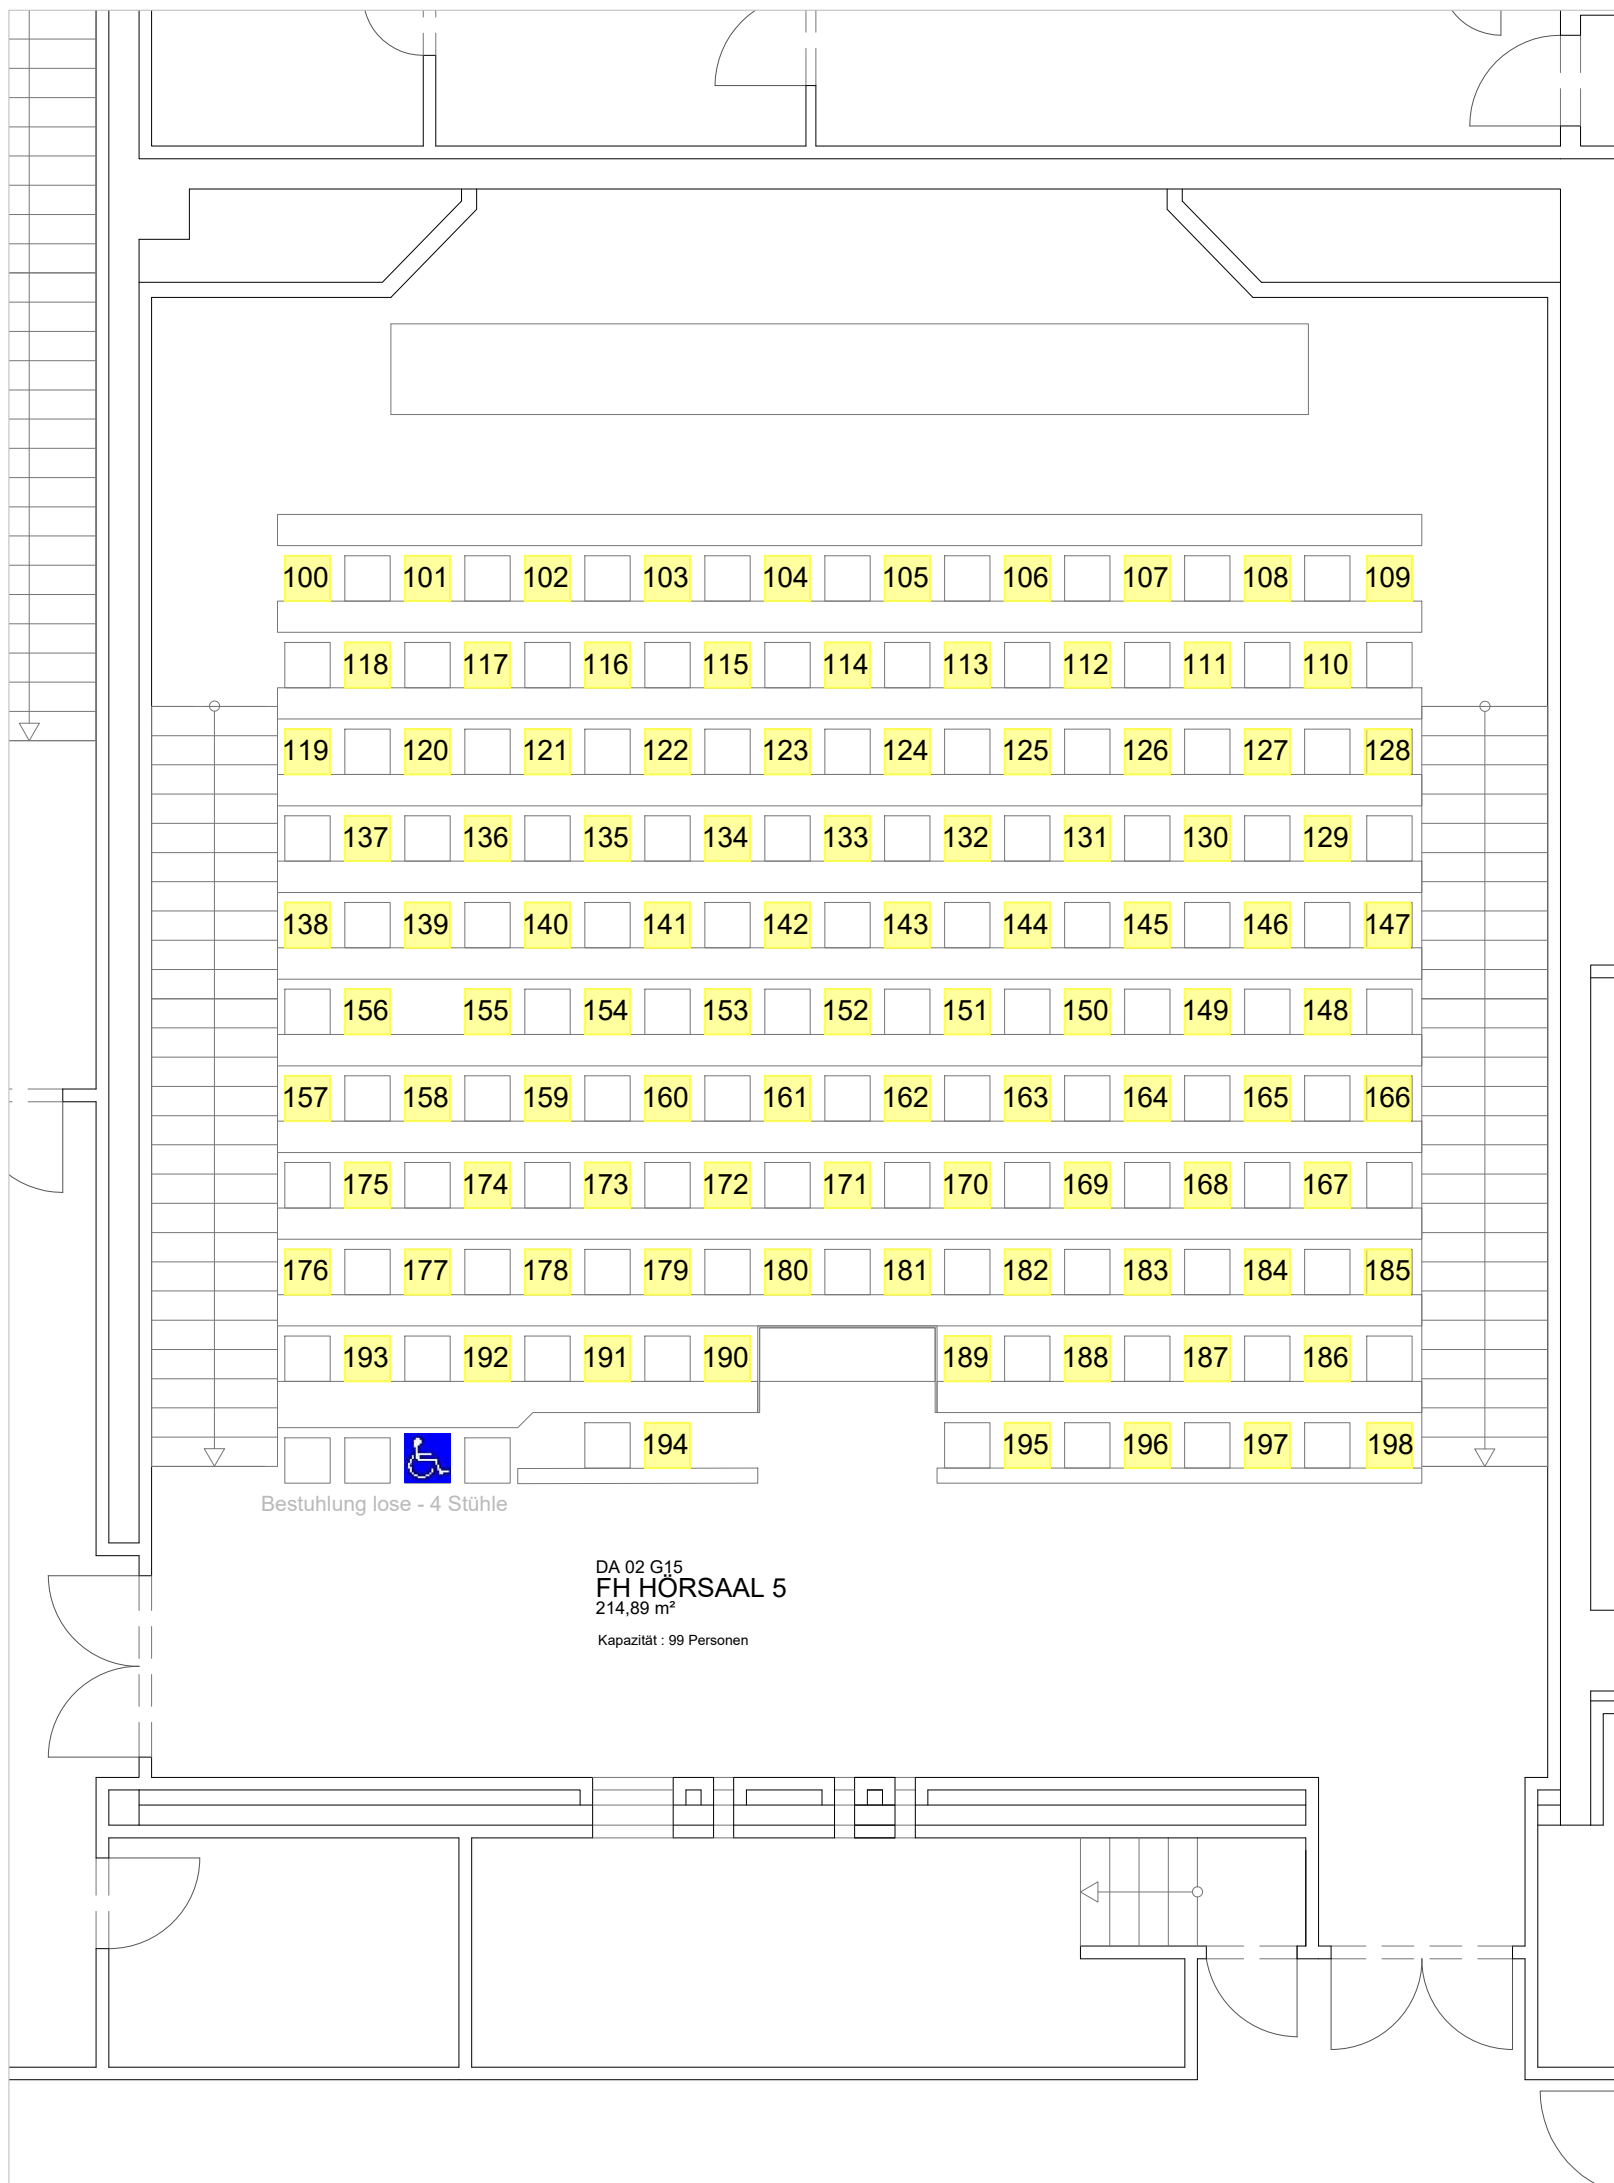 100 101 102 103 104 105 106 107 108 109
118 117 116 115 114 113 112 111 110
119 120 121 122 123 124 125 126 127 128
137 136 135 134 133 132 131 130 129
138 139 140 141 142 143 144 145 146 147
156 155 154 153 152 151 150 149 148
157 158 159 160 161 162 163 164 165 166
175 174 173 172 171 170 169 168 167
176 177 178 179 180 181 182 183 184 185
193 192 191 190 189 188 187 186
194 195 196 197 198
Bestuhlung lose - 4 Stühle
DA 02 G15
FH HÖRSAAL 5
214,89 m²
Kapazität : 99 Personen